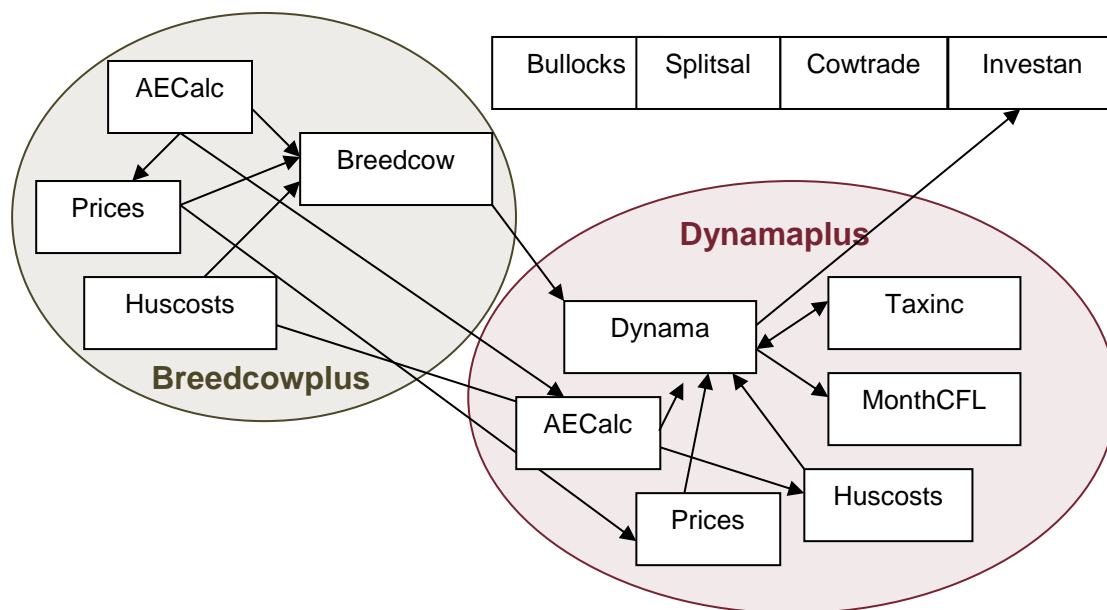 Bullocks Splitsal Cowtrade Investan
AECalc
Breedcow
Prices
Huscosts
Breedcowplus
Dynamaplus
Dynama
Taxinc
MonthCFL
AECalc
Huscosts
Prices